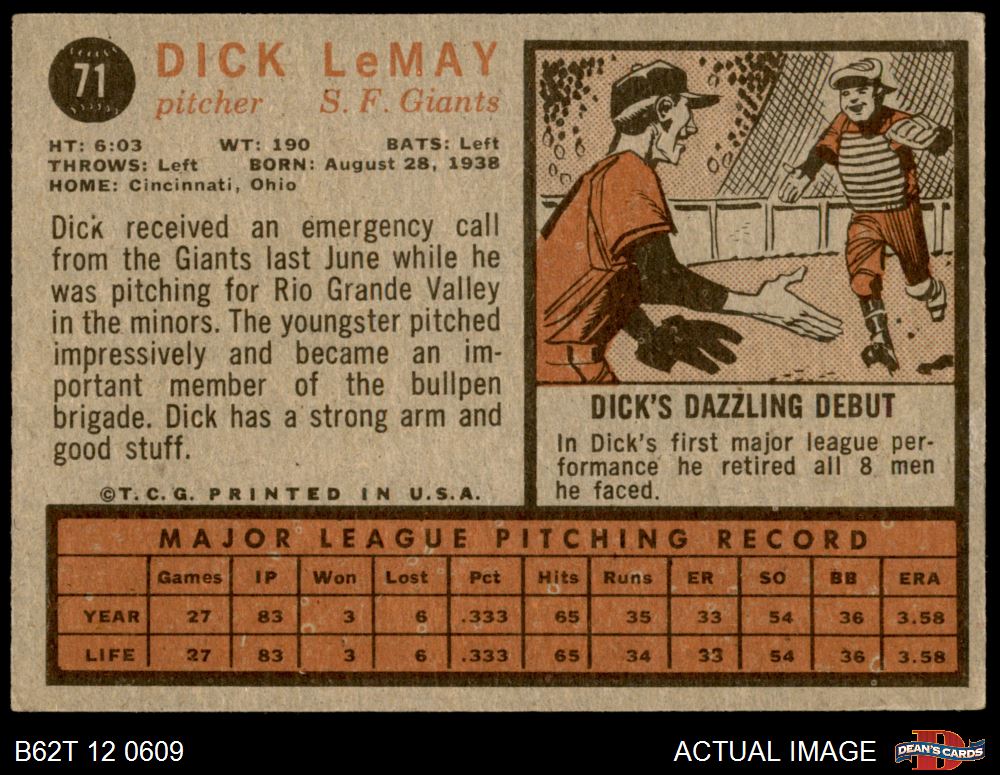 71
DICK LeMAY
pitcher S. F. Giants
HT: 6:03 WT: 190 BATS: Left
THROWS: Left BORN: August 28, 1938
HOME: Cincinnati, Ohio
Dick received an emergency call
from the Giants last June while he
was pitching for Rio Grande Valley
in the minors. The youngster pitched
impressively and became an im-
portant member of the bullpen
brigade. Dick has a strong arm and
good stuff.
©T.C.G. PRINTED IN U.S.A.
DICK'S DAZZLING DEBUT
In Dick's first major league per-
formance he retired all 8 men
he faced.
MAJOR LEAGUE PITCHING RECORD
Games IP Won Lost Pct Hits Runs ER SO BB ERA
YEAR 27 83 3 6 .333 65 35 33 54 36 3.58
LIFE 27 83 3 6 .333 65 34 33 54 36 3.58
B62T 12 0609 ACTUAL IMAGE DEAN'S CARDS